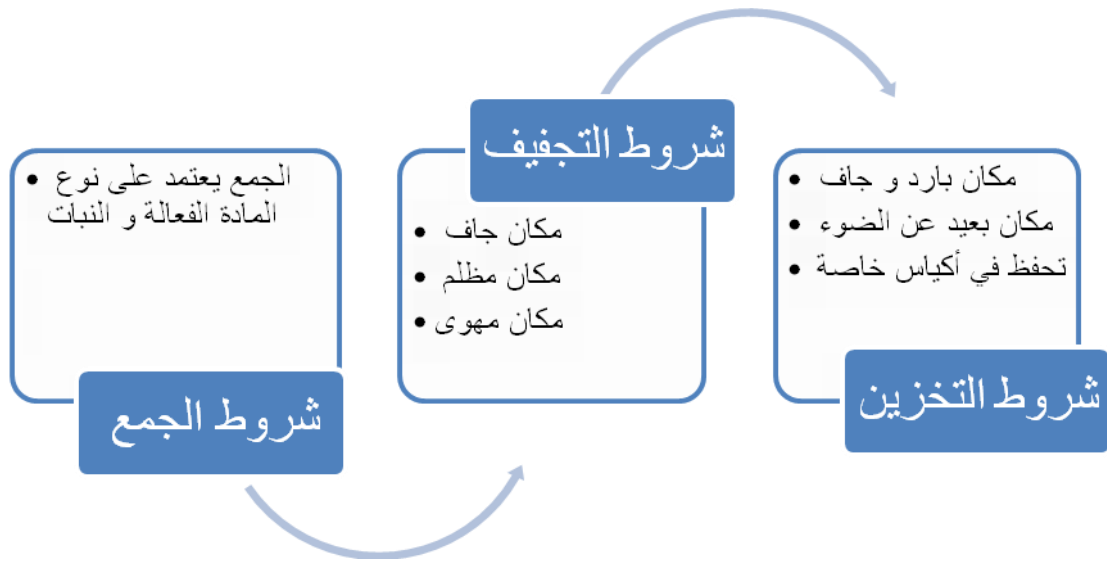 الجمع يعتمد على نوع
المادة الفعالة و النبات
شروط الجمع
شروط التجفيف
مكان جاف
مكان مظلم
مكان مهوى
مكان بارد و جاف
مكان بعيد عن الضوء
تحفظ في أكياس خاصة
شروط التخزين